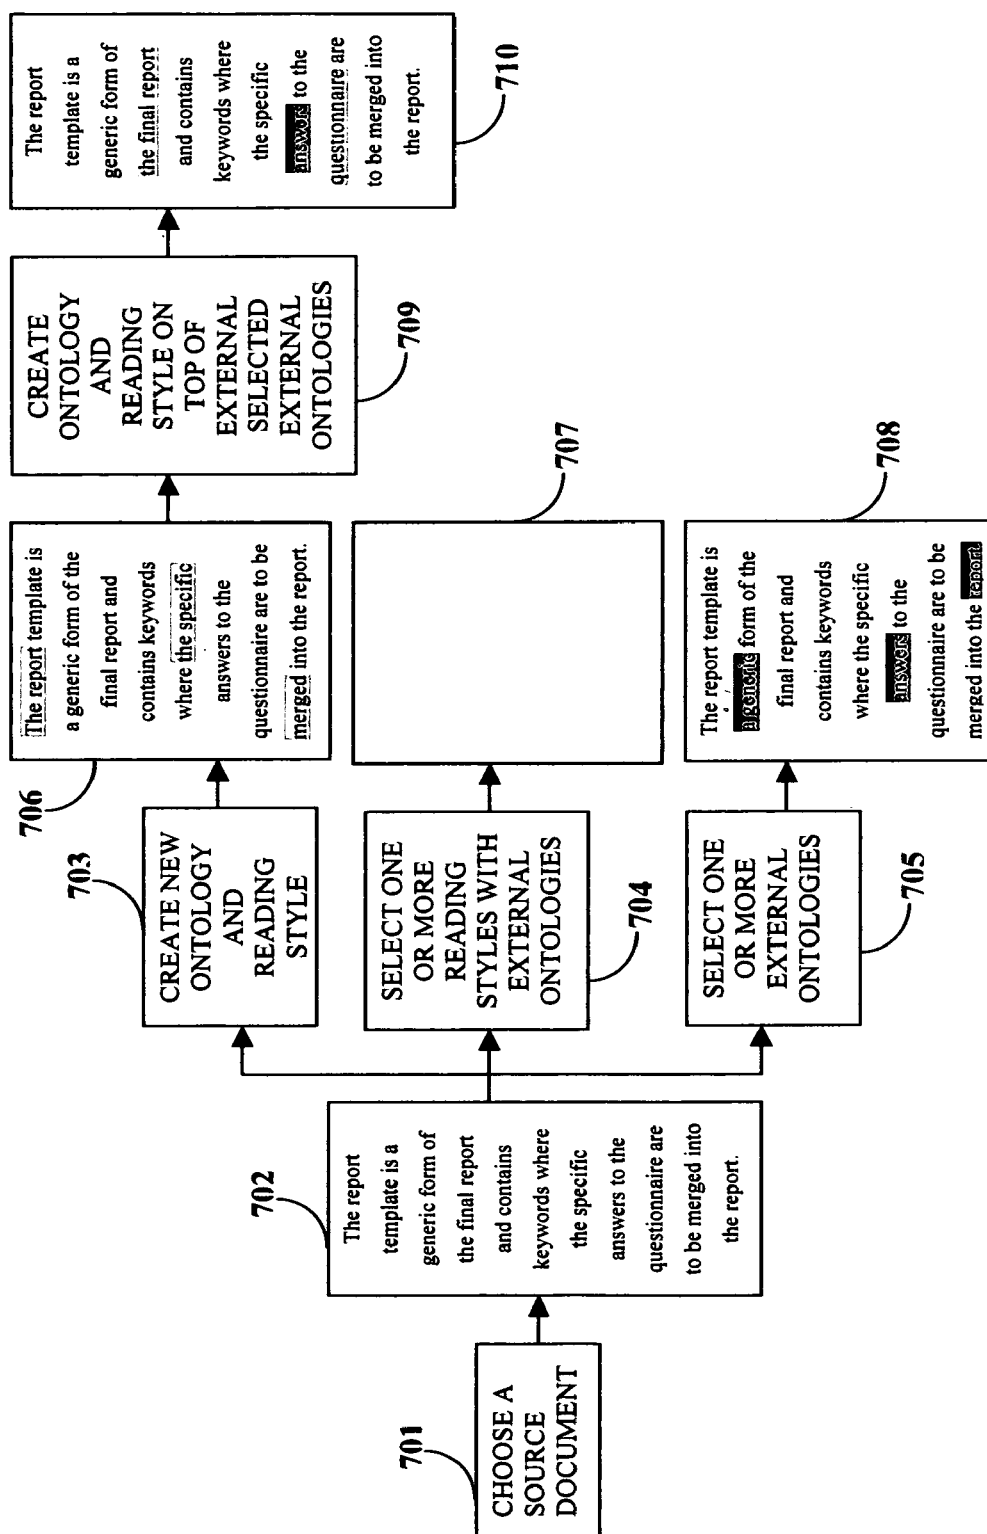 701
CHOOSE A
SOURCE
DOCUMENT
702
The report
template is a
generic form of
the final report
and contains
keywords where
the specific
answers to the
questionnaire are
to be merged into
the report.
703
CREATE NEW
ONTOLOGY
AND
READING
STYLE
SELECT ONE
OR MORE
READING
STYLES WITH
EXTERNAL
ONTOLOGIES
704
SELECT ONE
OR MORE
EXTERNAL
ONTOLOGIES
705
706
The report template is
a generic form of the
final report and
contains keywords
where the specific
answers to the
questionnaire are to be
merged into the report.
707
708
The report template is
a generic form of the
final report and
contains keywords
where the specific
answers to the
questionnaire are to be
merged into the report
CREATE
ONTOLOGY
AND
READING
STYLE ON
TOP OF
EXTERNAL
SELECTED
EXTERNAL
ONTOLOGIES
709
The report
template is a
generic form of
the final report
and contains
keywords where
the specific
answers to the
questionnaire are
to be merged into
the report.
710